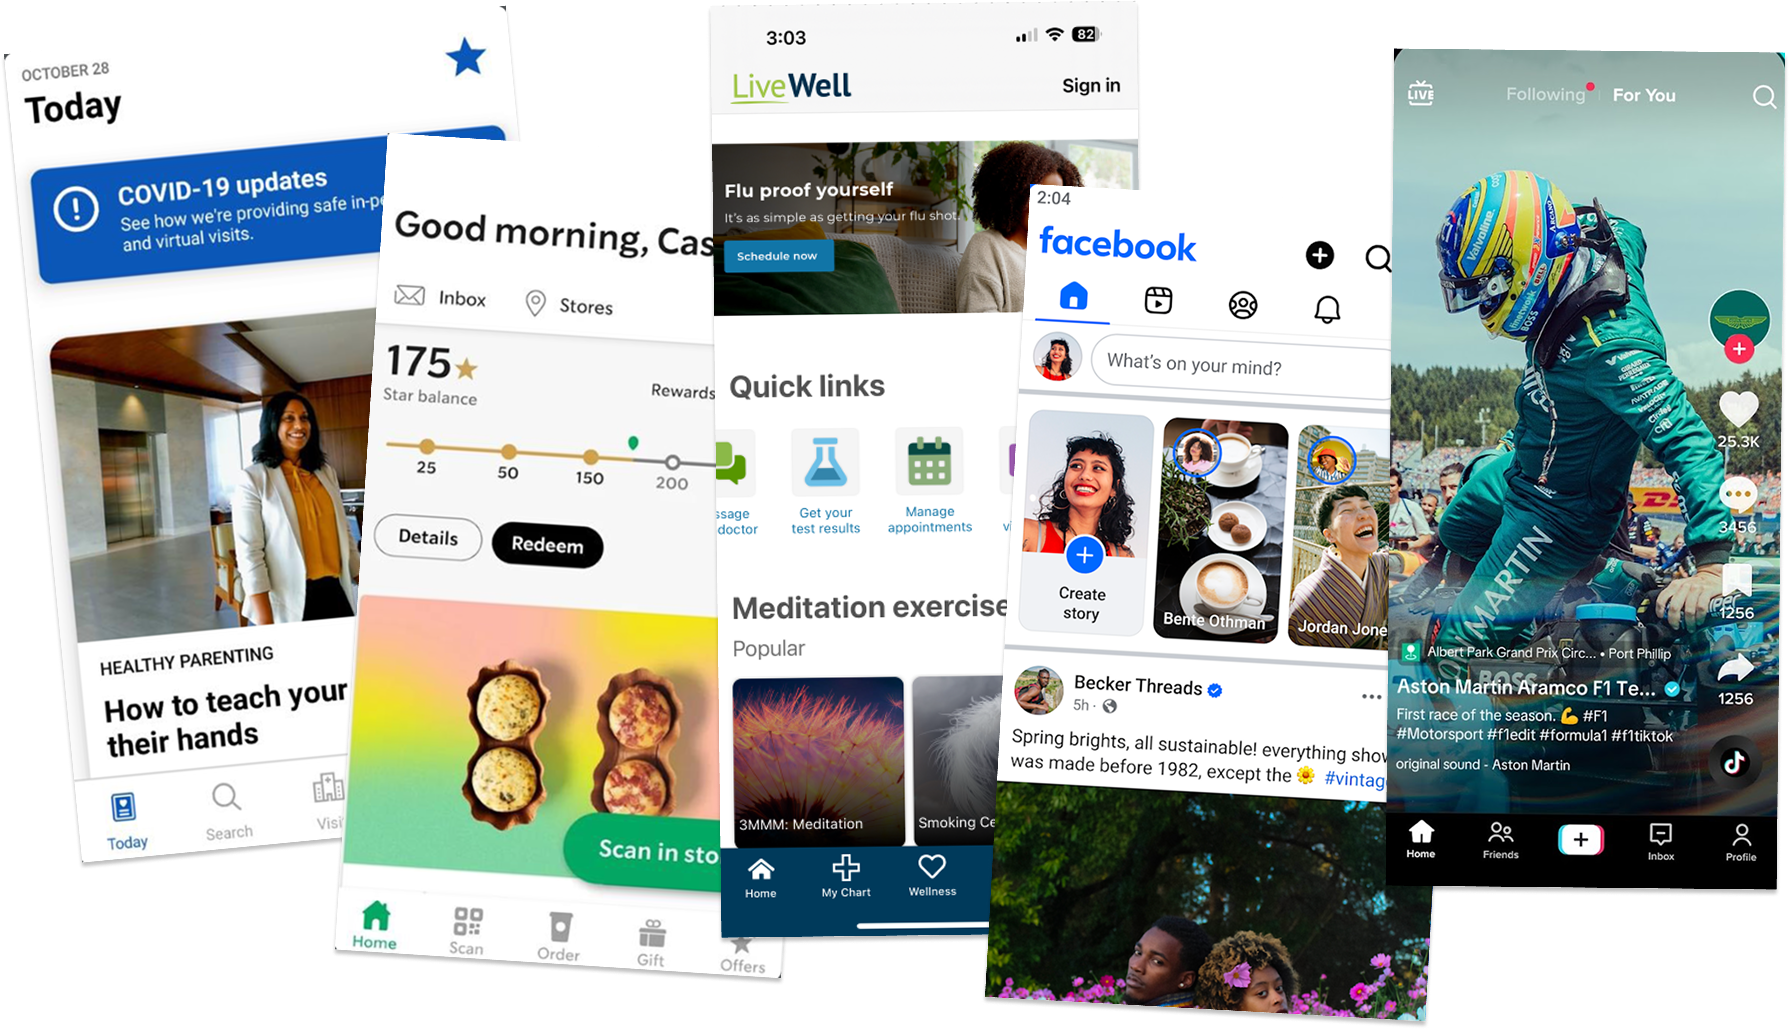 OCTOBER 28
Today
COVID-19 updates
See how we're providing safe in-pe
and virtual visits.
HEALTHY PARENTING
How to teach your
their hands
Today
Search
Visi
Good morning, Cas
Inbox
Stores
175
Star balance
Rewards
25
50
150
200
Details
Redeem
Scan in sto
Home
Scan
Order
Gift
Offers
3:03
82
LiveWell
Sign in
Flu proof yourself
It's as simple as getting your flu shot.
Schedule now
Quick links
ssage
doctor
Get your
test results
Manage
appointments
vi
Meditation exercise
Popular
3MMM: Meditation
Smoking Ce
Home
My Chart
Wellness
2:04
facebook
What's on your mind?
Create
story
Bente Othman
Jordan Jone
Becker Threads
5h ·
Spring brights, all sustainable! everything show
was made before 1982, except the 🌼 #vintag
LIVE
Following
For You
Valvoline
BOSS
DHL
MARTIN
BOSS
25.3K
3456
1256
1256
Albert Park Grand Prix Circ... • Port Phillip
Aston Martin Aramco F1 Te...
First race of the season. 💪 #F1
#Motorsport #f1edit #formula1 #f1tiktok
original sound - Aston Martin
Home
Friends
Inbox
Profile